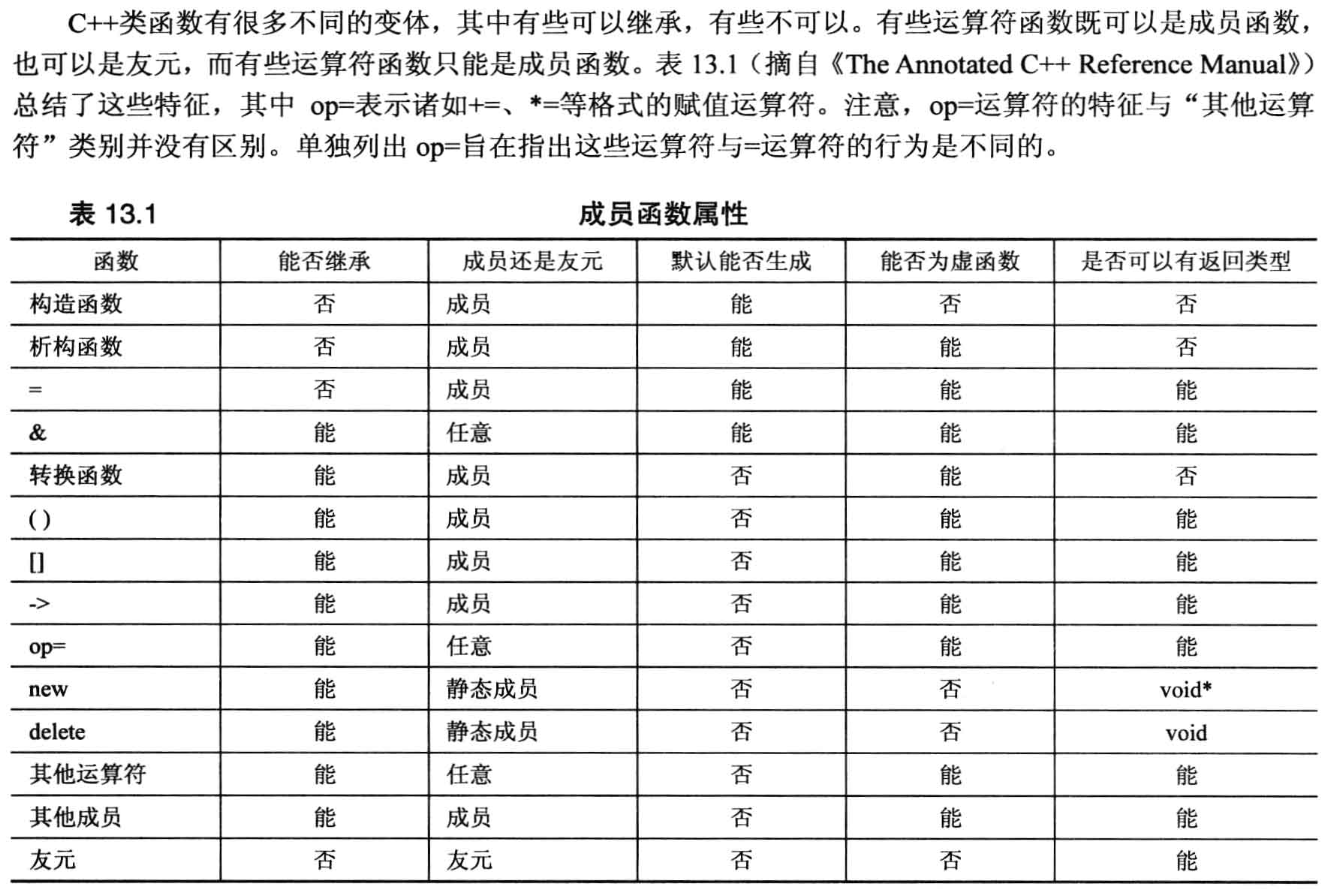 C++类函数有很多不同的变体，其中有些可以继承，有些不可以。有些运算符函数既可以是成员函数，
也可以是友元，而有些运算符函数只能是成员函数。表 13.1（摘自《The Annotated C++ Reference Manual》）
总结了这些特征，其中 op=表示诸如+=、*=等格式的赋值运算符。注意，op=运算符的特征与“其他运算
符”类别并没有区别。单独列出 op=旨在指出这些运算符与=运算符的行为是不同的。
表 13.1 成员函数属性
函数 能否继承 成员还是友元 默认能否生成 能否为虚函数 是否可以有返回类型
构造函数 否 成员 能 否 否
析构函数 否 成员 能 能 否
= 否 成员 能 能 能
& 能 任意 能 能 能
转换函数 能 成员 否 能 否
( ) 能 成员 否 能 能
[] 能 成员 否 能 能
-> 能 成员 否 能 能
op= 能 任意 否 能 能
new 能 静态成员 否 否 void*
delete 能 静态成员 否 否 void
其他运算符 能 任意 否 能 能
其他成员 能 成员 否 能 能
友元 否 友元 否 否 能